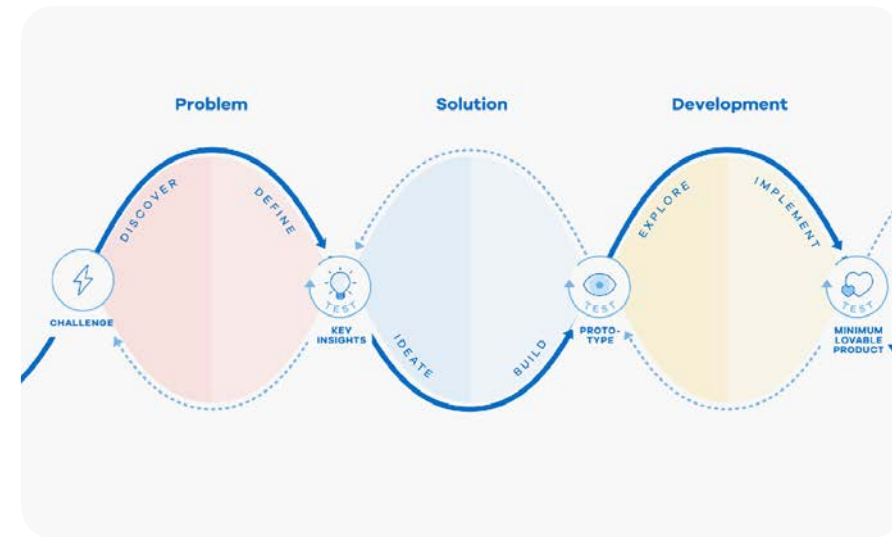 Problem
Solution
Development
DISCOVER
DEFINE
IDEATE
BUILD
EXPLORE
IMPLEMENT
CHALLENGE
TEST
KEY
INSIGHTS
TEST
PROTO-
TYPE
TEST
MINIMUM
LOVABLE
PRODUCT